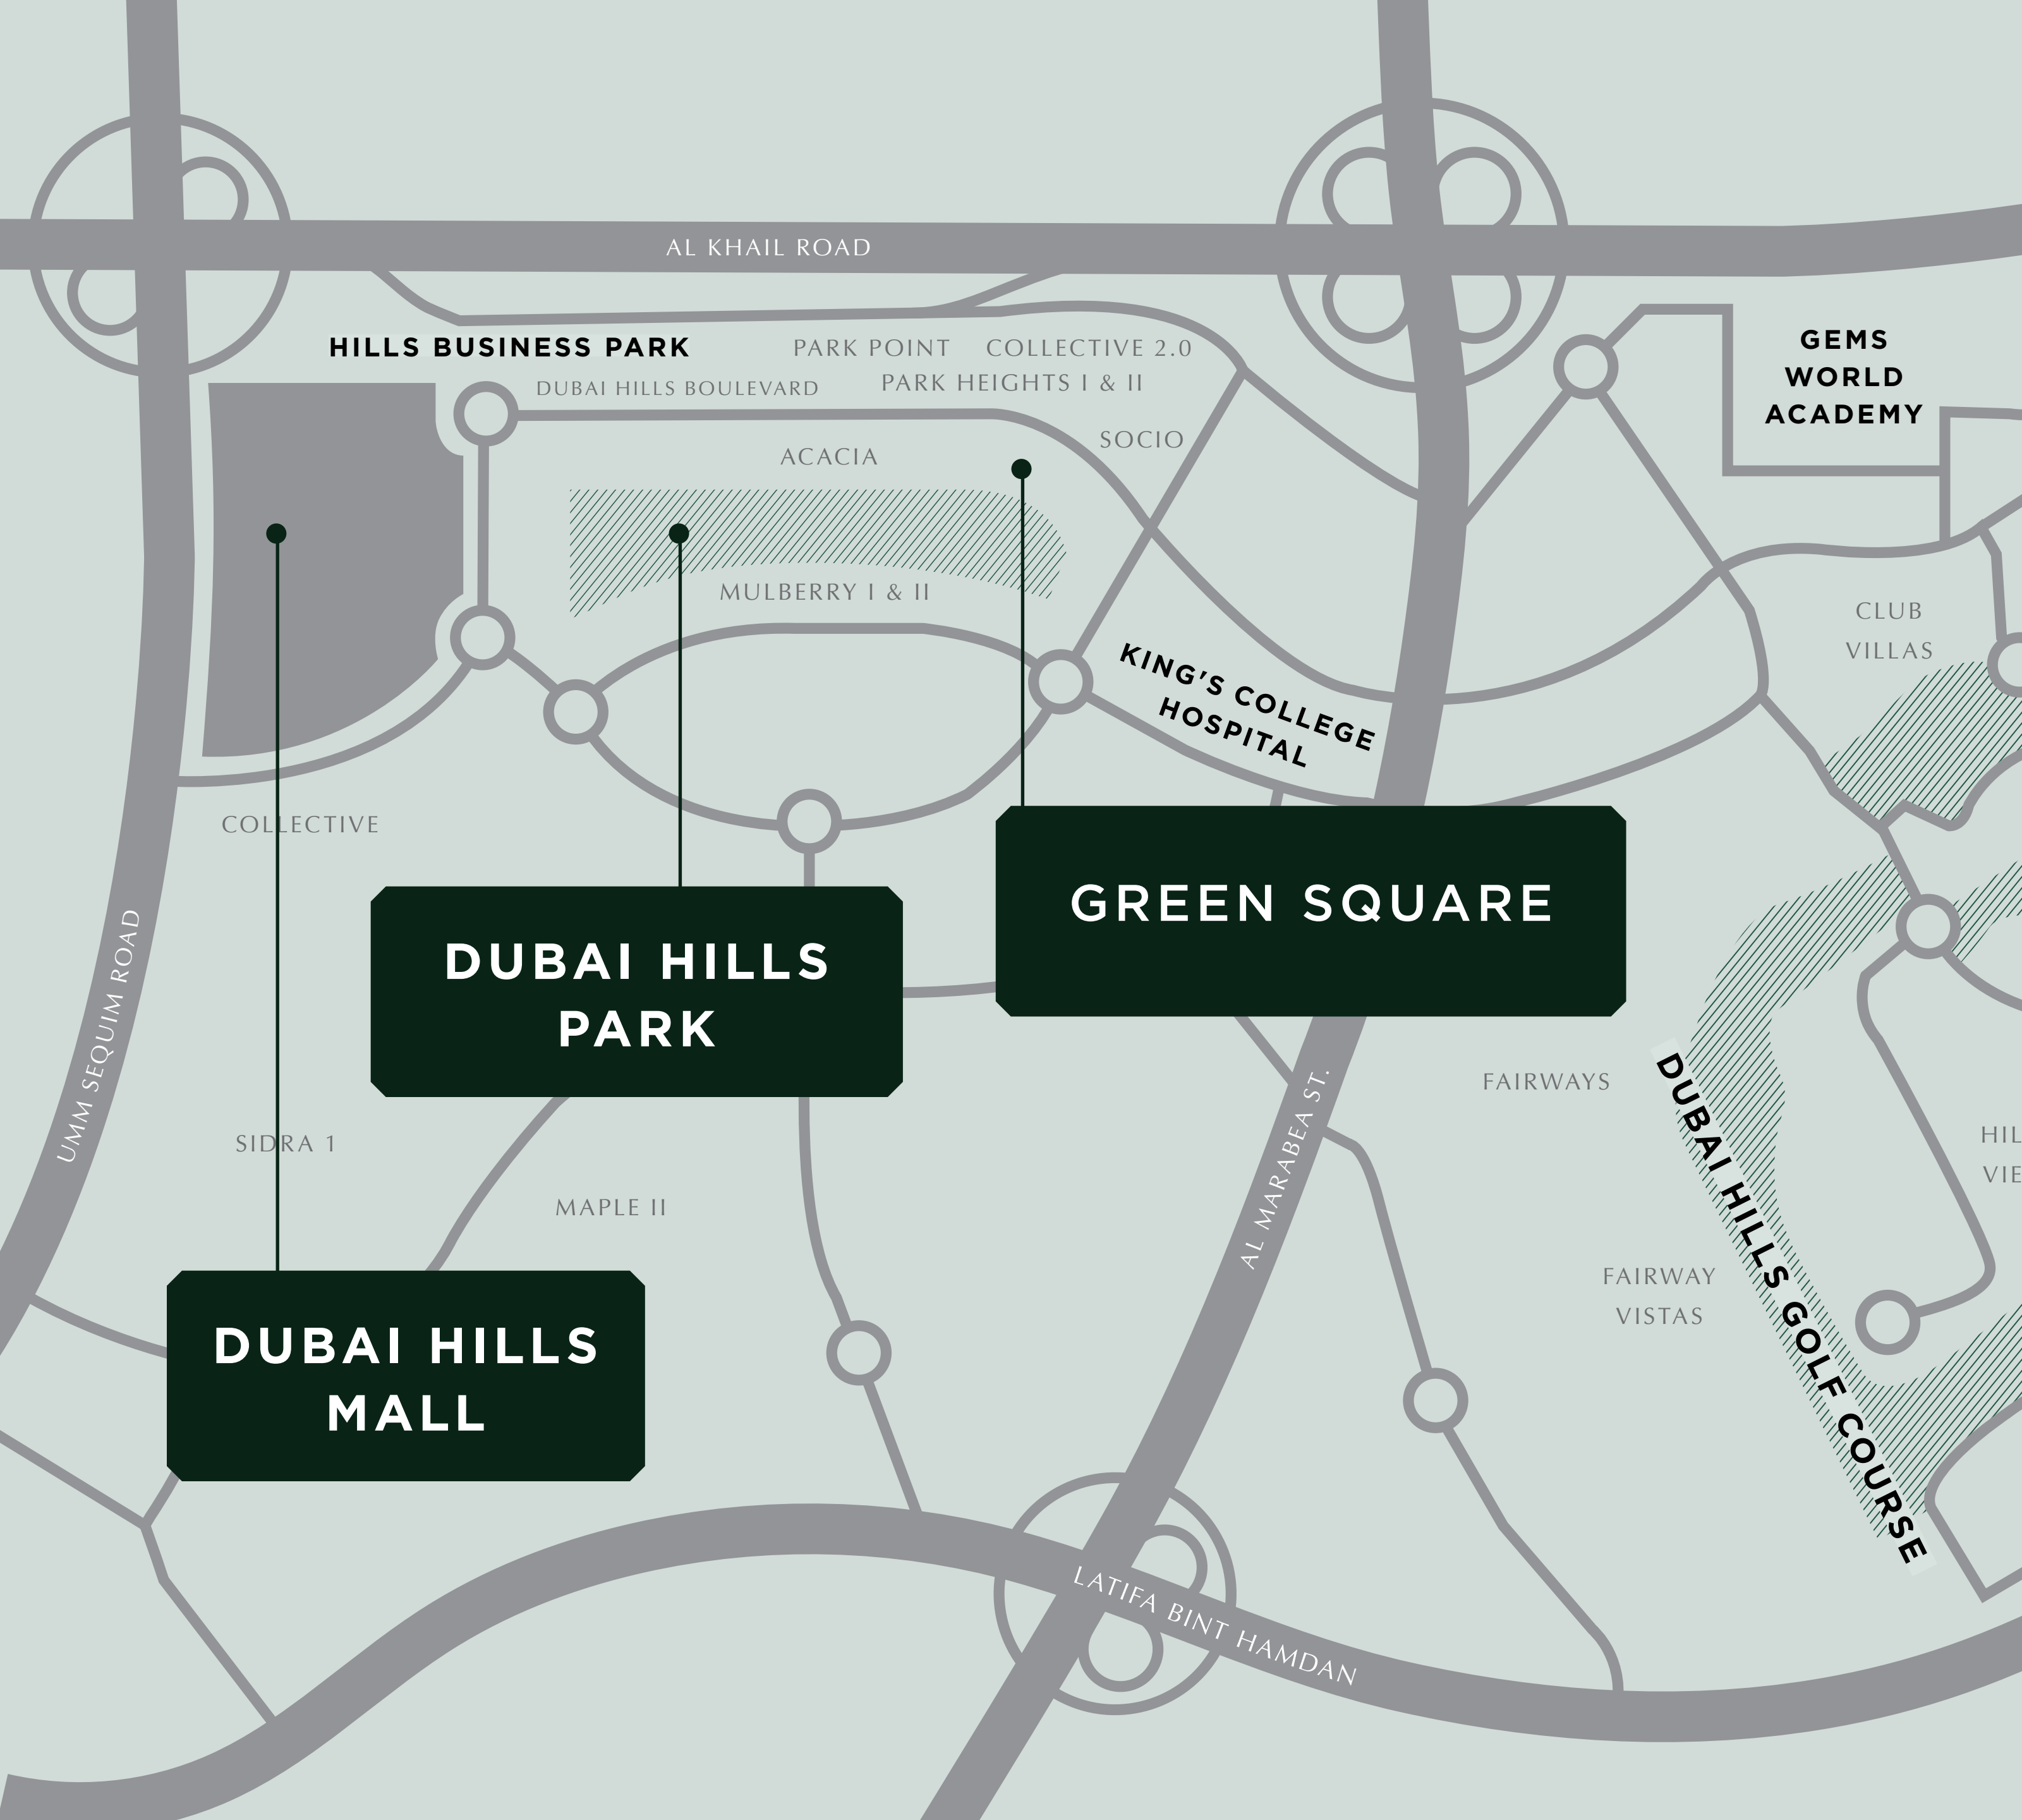 AL KHAIL ROAD
HILLS BUSINESS PARK
PARK POINT
COLLECTIVE 2.0
DUBAI HILLS BOULEVARD
PARK HEIGHTS I & II
GEMS
WORLD
ACADEMY
SOCIO
ACACIA
MULBERRY I & II
CLUB
VILLAS
KING'S COLLEGE
HOSPITAL
COLLECTIVE
GREEN SQUARE
DUBAI HILLS
PARK
UMM SEQUIM ROAD
SIDRA 1
MAPLE II
AL MARABEA ST.
FAIRWAYS
DUBAI HILLS GOLF COURSE
HIL
VIE
FAIRWAY
VISTAS
DUBAI HILLS
MALL
LATIFA BINT HAMDAN